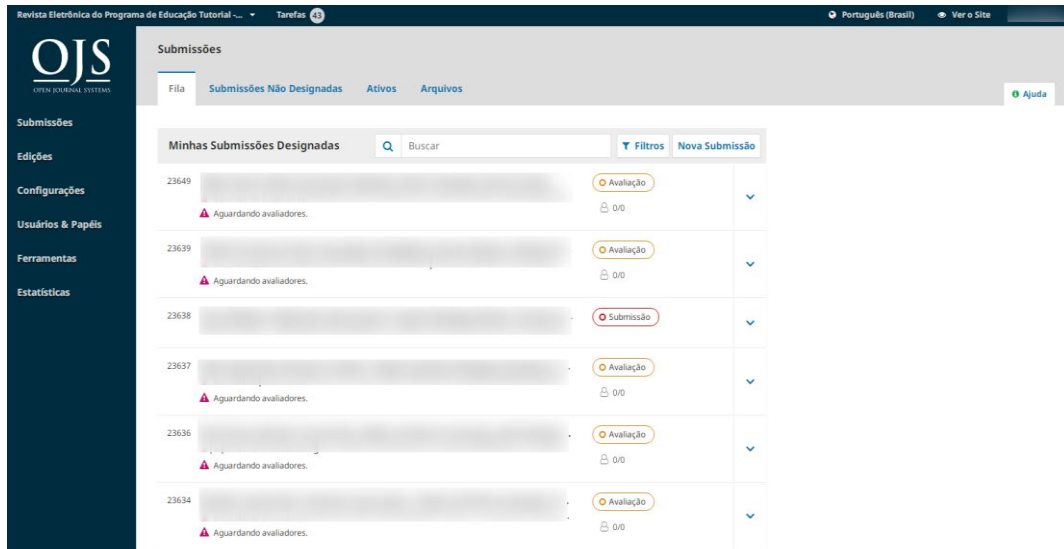 Revista Eletrônica do Programa de Educação Tutorial -... Tarefas 43 Português (Brasil) Ver o Site
OJS
OPEN JOURNAL SYSTEMS
Submissões
Edições
Configurações
Usuários & Papéis
Ferramentas
Estatísticas
Submissões
Fila Submissões Não Designadas Ativos Arquivos
Ajuda
Minhas Submissões Designadas Buscar Filtros Nova Submissão
23649 Avaliação
0/0
Aguardando avaliadores.
23639 Avaliação
0/0
Aguardando avaliadores.
23638 Submissão
23637 Avaliação
0/0
Aguardando avaliadores.
23636 Avaliação
0/0
Aguardando avaliadores.
23634 Avaliação
0/0
Aguardando avaliadores.